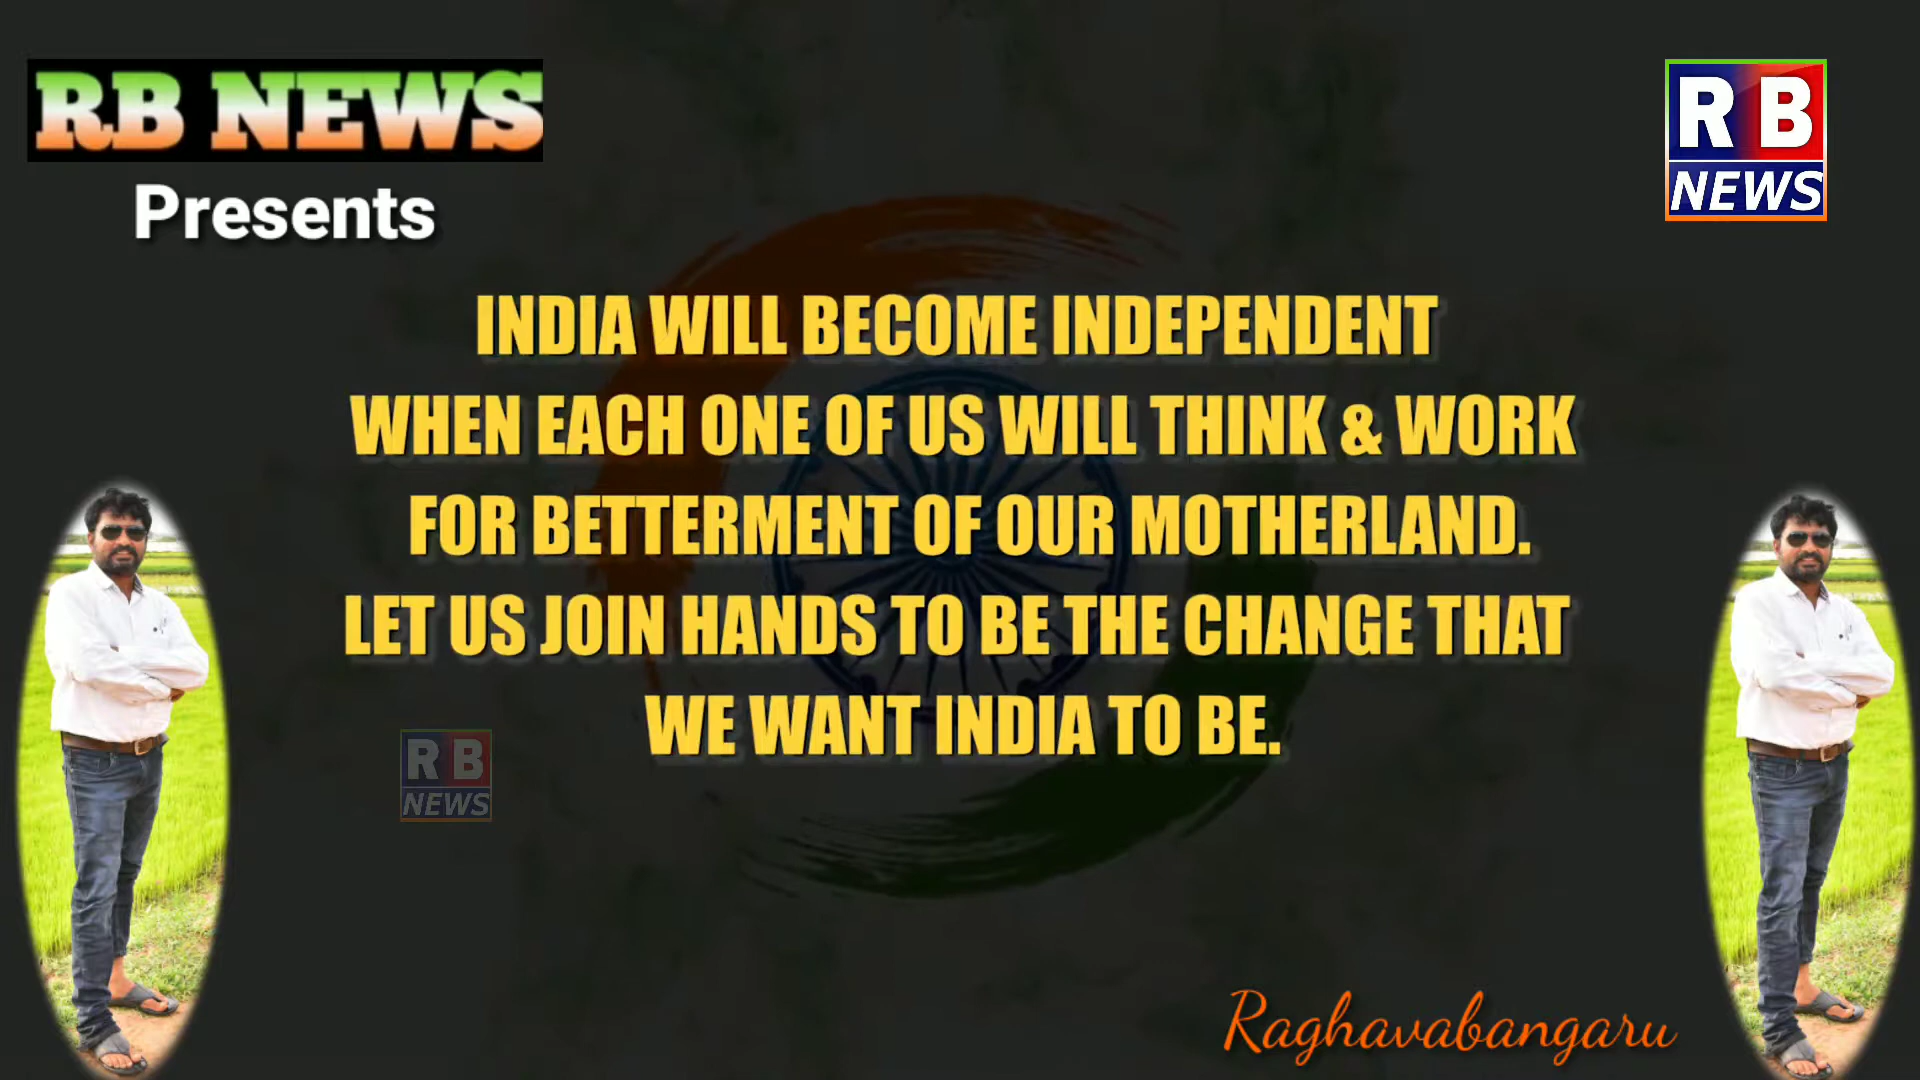 RB NEWS
Presents
R B
NEWS
INDIA WILL BECOME INDEPENDENT
WHEN EACH ONE OF US WILL THINK & WORK
FOR BETTERMENT OF OUR MOTHERLAND.
LET US JOIN HANDS TO BE THE CHANGE THAT
WE WANT INDIA TO BE.
R B
NEWS
Raghavabangaru